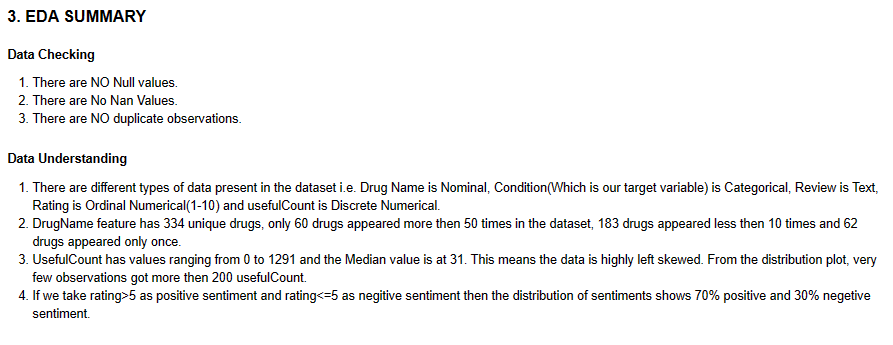 3. EDA SUMMARY
Data Checking
1. There are NO Null values.
2. There are No Nan Values.
3. There are NO duplicate observations.
Data Understanding
1. There are different types of data present in the dataset i.e. Drug Name is Nominal, Condition(Which is our target variable) is Categorical, Review is Text,
Rating is Ordinal Numerical(1-10) and usefulCount is Discrete Numerical.
2. DrugName feature has 334 unique drugs, only 60 drugs appeared more then 50 times in the dataset, 183 drugs appeared less then 10 times and 62
drugs appeared only once.
3. UsefulCount has values ranging from 0 to 1291 and the Median value is at 31. This means the data is highly left skewed. From the distribution plot, very
few observations got more then 200 usefulCount.
4. If we take rating>5 as positive sentiment and rating<=5 as negitive sentiment then the distribution of sentiments shows 70% positive and 30% negetive
sentiment.